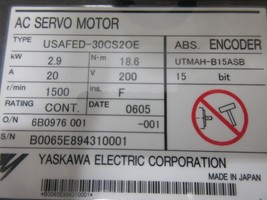 AC SERVO MOTOR
TYPE USAFED-30CS2OE ABS. ENCODER
kW 2.9 N-m 18.6 UTMAH-B15ASB
A 20 V 200 15 bit
r/min 1500 ins. F
RATING CONT. DATE 0605
O/N 6B0976 001 -001
S/N B0065E894310001
YASKAWA ELECTRIC CORPORATION
*B0065E894310001* MADE IN JAPAN